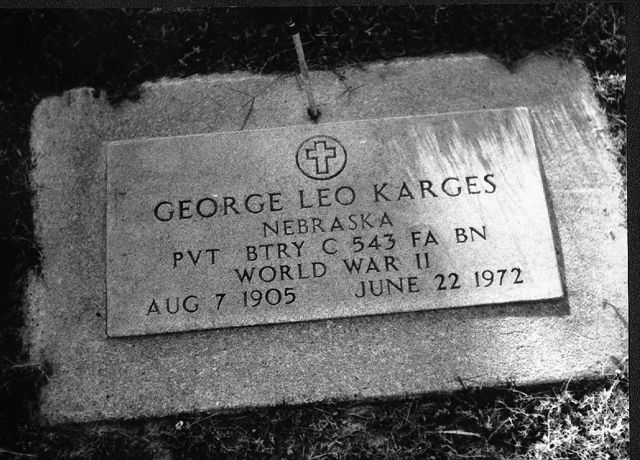 GEORGE LEO KARGES
NEBRASKA
PVT BTRY C 543 FA BN
WORLD WAR II
AUG 7 1905 JUNE 22 1972